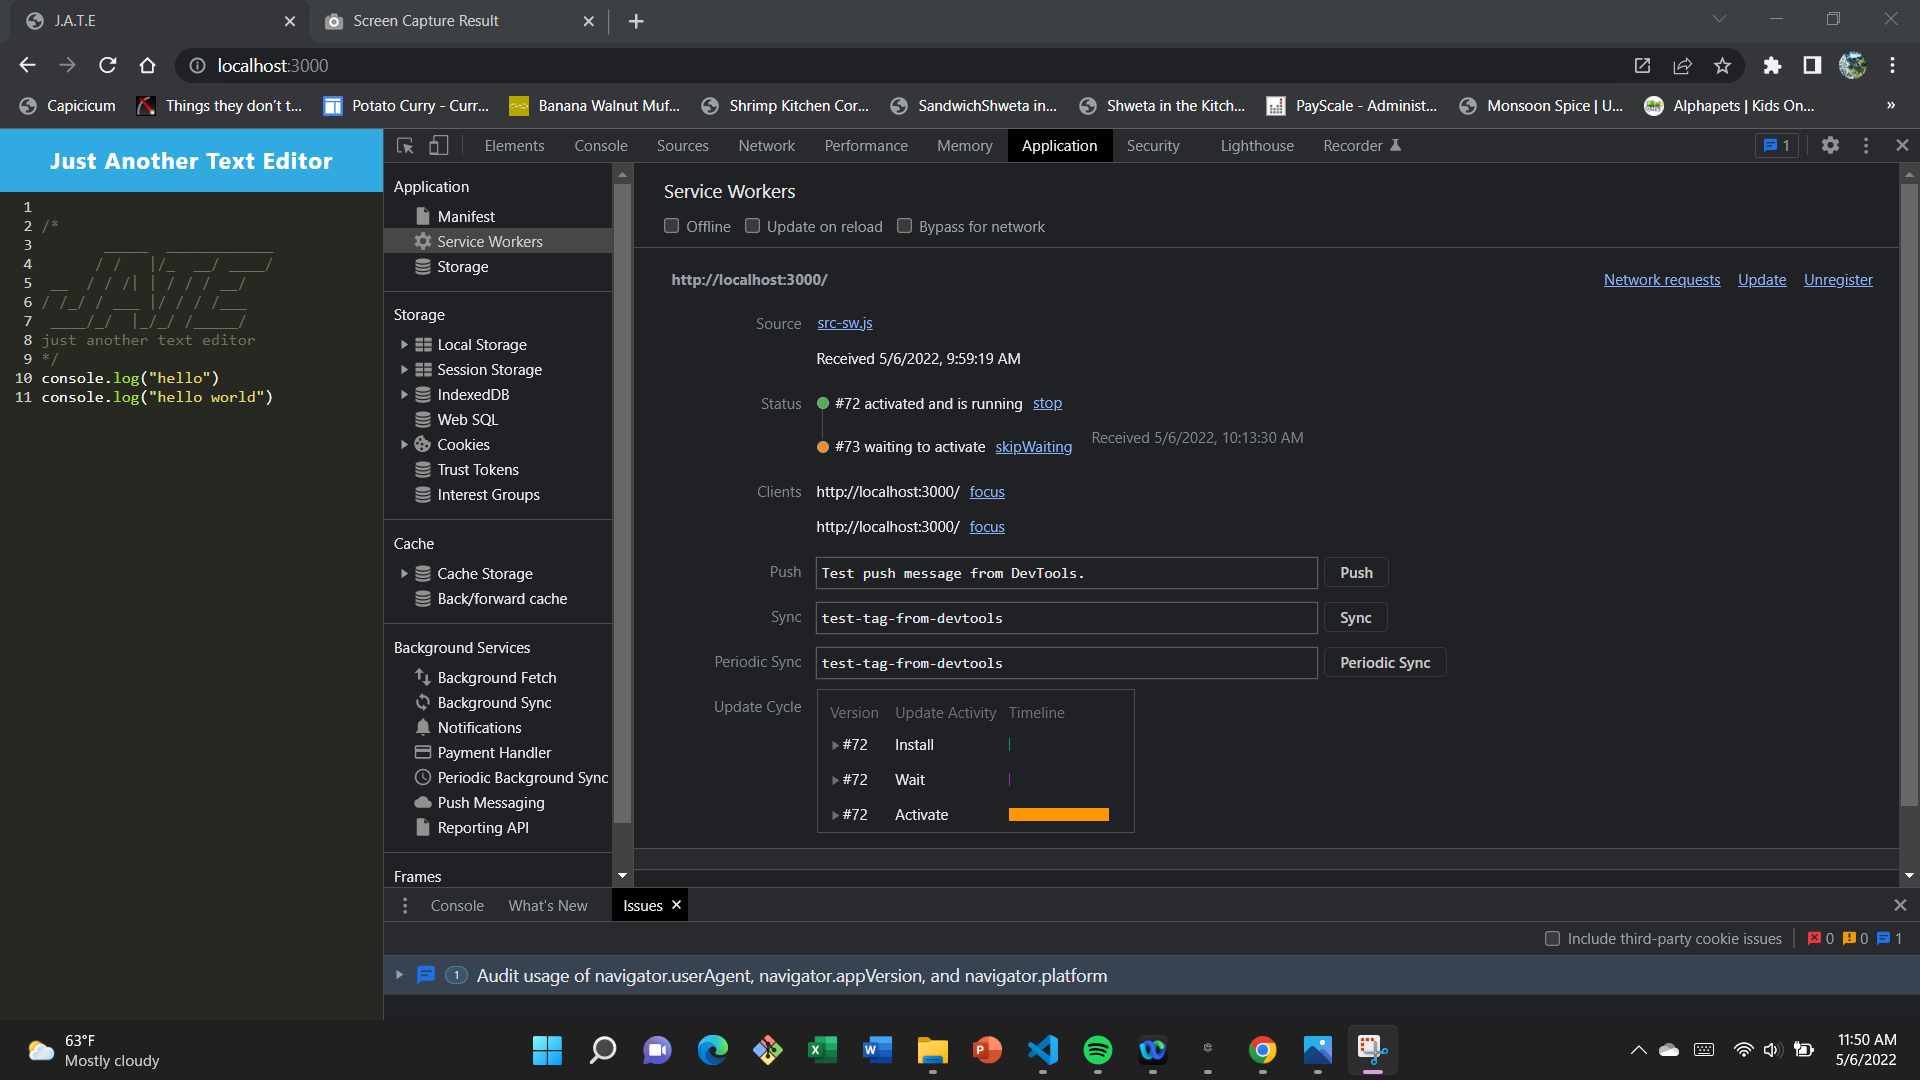 J.A.T.E
Screen Capture Result
localhost:3000
Capicicum
Things they don't t...
Potato Curry - Curr...
Banana Walnut Muf...
Shrimp Kitchen Cor...
SandwichShweta in...
Shweta in the Kitch...
PayScale - Administ...
Monsoon Spice | U...
Alphapets | Kids On...
»
Just Another Text Editor
1
2 /*
3
4
5
6
7
8 just another text editor
9 */
10 console.log("hello")
11 console.log("hello world")
Elements
Console
Sources
Network
Performance
Memory
Application
Security
Lighthouse
Recorder
1
Application
Manifest
Service Workers
Storage
Storage
Local Storage
Session Storage
IndexedDB
Web SQL
Cookies
Trust Tokens
Interest Groups
Cache
Cache Storage
Back/forward cache
Background Services
Background Fetch
Background Sync
Notifications
Payment Handler
Periodic Background Sync
Push Messaging
Reporting API
Frames
Service Workers
Offline
Update on reload
Bypass for network
http://localhost:3000/
Network requests
Update
Unregister
Source src-sw.js
Received 5/6/2022, 9:59:19 AM
Status #72 activated and is running stop
#73 waiting to activate skipWaiting Received 5/6/2022, 10:13:30 AM
Clients http://localhost:3000/ focus
http://localhost:3000/ focus
Push Test push message from DevTools. Push
Sync test-tag-from-devtools Sync
Periodic Sync test-tag-from-devtools Periodic Sync
Update Cycle Version Update Activity Timeline
#72 Install
#72 Wait
#72 Activate
Console
What's New
Issues
Include third-party cookie issues
0 0 1
1 Audit usage of navigator.userAgent, navigator.appVersion, and navigator.platform
63°F
Mostly cloudy
11:50 AM
5/6/2022